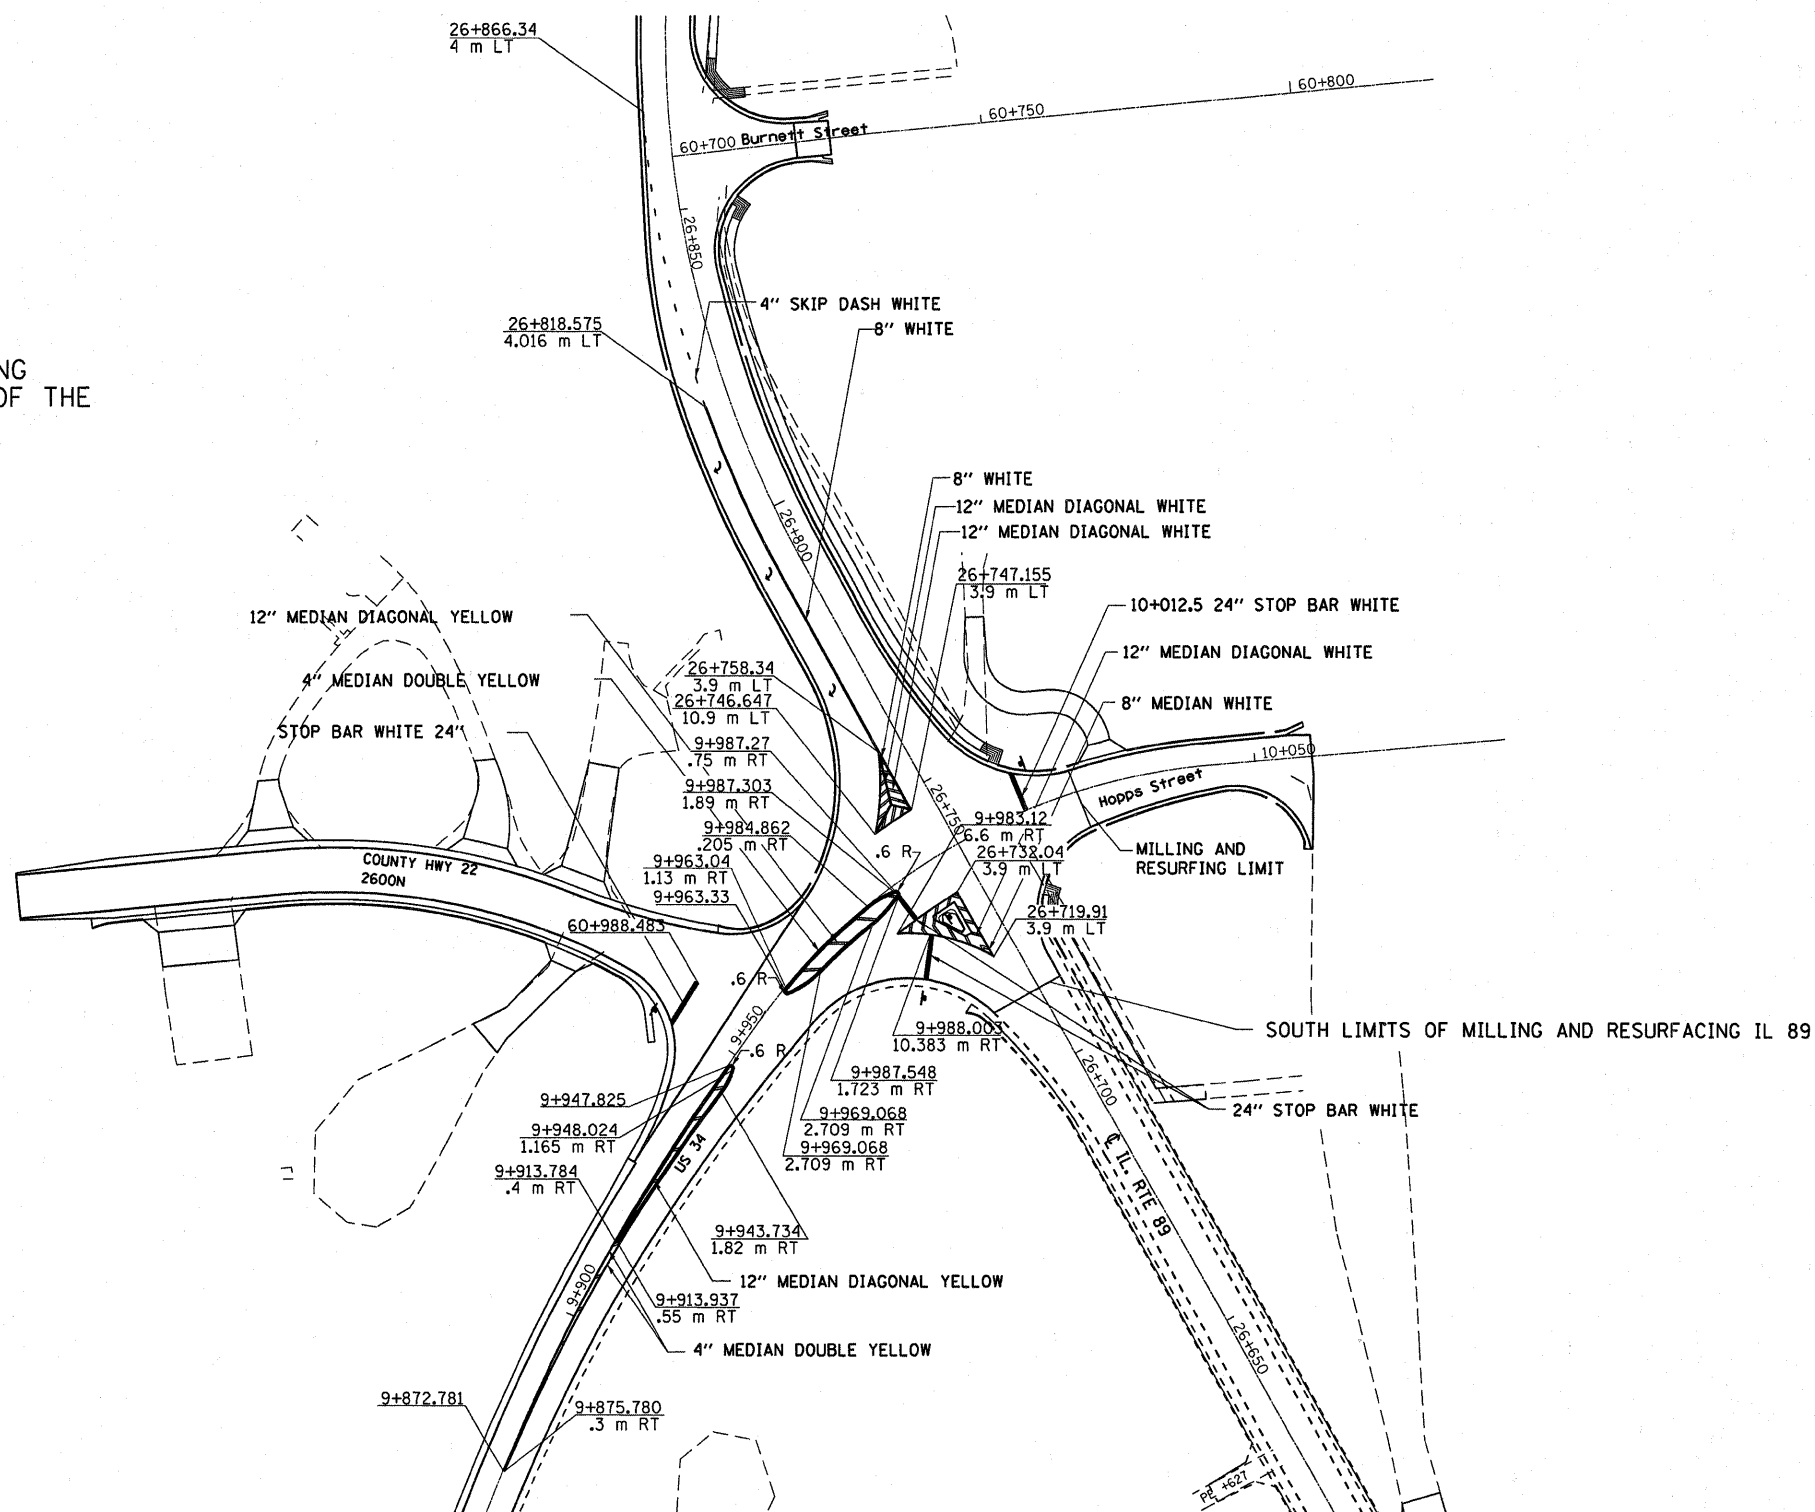 26+866.34
4 m LT
60+800
60+750
60+700 Burnett Street
26+850
4" SKIP DASH WHITE
26+818.575
4.016 m LT
8" WHITE
NG
OF THE
8" WHITE
12" MEDIAN DIAGONAL WHITE
26+800
12" MEDIAN DIAGONAL WHITE
26+747.155
3.9 m LT
10+012.5 24" STOP BAR WHITE
12" MEDIAN DIAGONAL YELLOW
12" MEDIAN DIAGONAL WHITE
26+758.34
3.9 m LT
4" MEDIAN DOUBLE YELLOW
26+746.647
10.9 m LT
8" MEDIAN WHITE
STOP BAR WHITE 24"
9+987.27
.75 m RT
10+050
Hopps Street
9+987.303
1.89 m RT
26+750
9+983.12
6.6 m RT
9+984.862
.205 m RT
.6 R
26+732.04
3.9 m LT
MILLING AND
RESURFING LIMIT
COUNTY HWY 22
2600N
9+963.04
1.13 m RT
9+963.33
26+719.91
3.9 m LT
60+988.483
.6 R
9+950
9+988.003
10.383 m RT
SOUTH LIMITS OF MILLING AND RESURFACING IL 89
.6 R
9+987.548
1.723 m RT
26+700
9+947.825
9+969.068
2.709 m RT
24" STOP BAR WHITE
9+948.024
1.165 m RT
9+969.068
2.709 m RT
US 34
℄ IL. RTE 89
9+913.784
.4 m RT
9+943.734
1.82 m RT
12" MEDIAN DIAGONAL YELLOW
9+900
9+913.937
.55 m RT
4" MEDIAN DOUBLE YELLOW
26+650
9+872.781
9+875.780
.3 m RT
PE +627